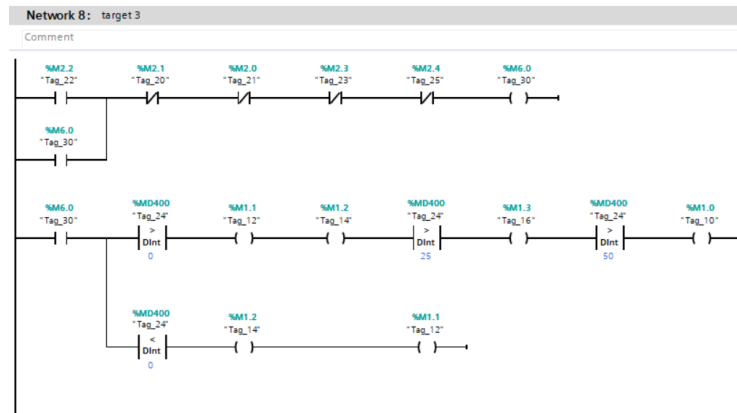 Network 8: target 3
Comment
%M2.2 %M2.1 %M2.0 %M2.3 %M2.4 %M6.0
"Tag_22" "Tag_20" "Tag_21" "Tag_23" "Tag_25" "Tag_30"
%M6.0
"Tag_30"
%M6.0 %MD400 %M1.1 %M1.2 %MD400 %M1.3 %MD400 %M1.0
"Tag_30" "Tag_24" "Tag_12" "Tag_14" "Tag_24" "Tag_16" "Tag_24" "Tag_10"
> > >
DInt DInt DInt
0 25 50
%MD400 %M1.2 %M1.1
"Tag_24" "Tag_14" "Tag_12"
<
DInt
0